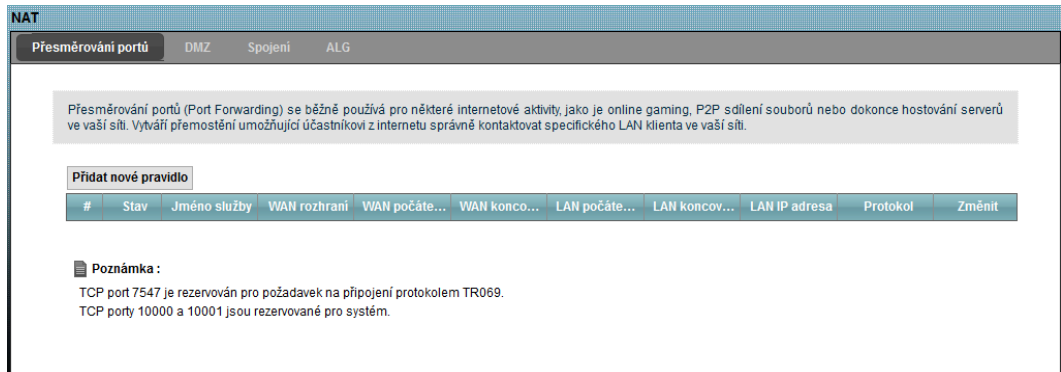 NAT
Přesměrování portů DMZ Spojení ALG
Přesměrování portů (Port Forwarding) se běžně používá pro některé internetové aktivity, jako je online gaming, P2P sdílení souborů nebo dokonce hostování serverů
ve vaší síti. Vytváří přemostění umožňující účastníkovi z internetu správně kontaktovat specifického LAN klienta ve vaší síti.
Přidat nové pravidlo
# Stav Jméno služby WAN rozhraní WAN počáte... WAN konco... LAN počáte... LAN koncov... LAN IP adresa Protokol Změnit
Poznámka :
TCP port 7547 je rezervován pro požadavek na připojení protokolem TR069.
TCP porty 10000 a 10001 jsou rezervované pro systém.